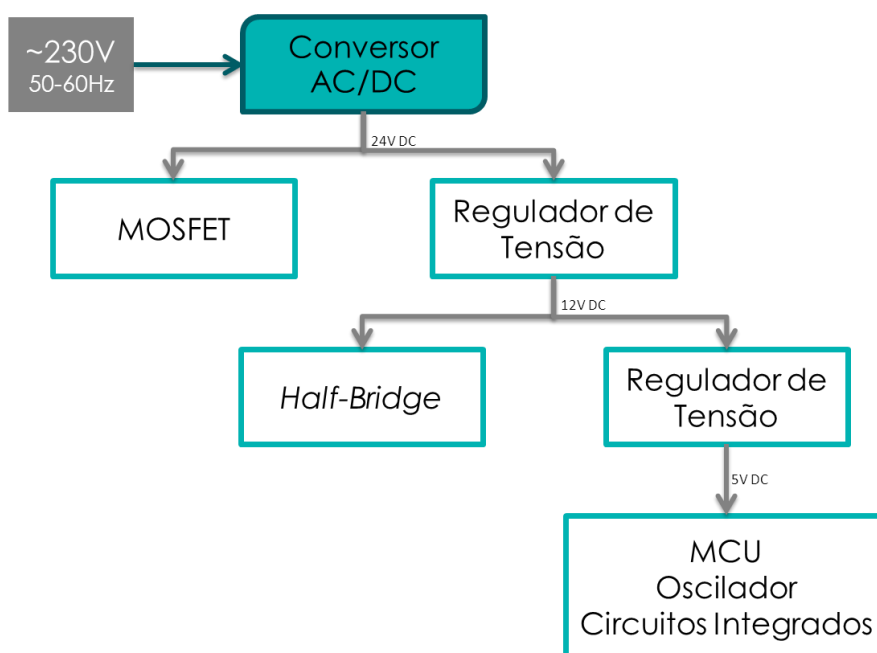 ~230V
50-60Hz
Conversor
AC/DC
24V DC
MOSFET
Regulador de
Tensão
12V DC
Half-Bridge
Regulador de
Tensão
5V DC
MCU
Oscilador
Circuitos Integrados